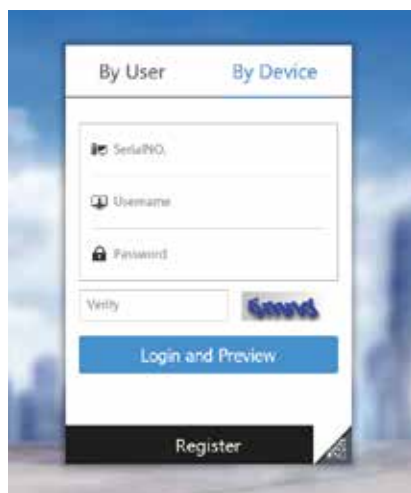 By User By Device
SerialNO.
Username
Password
Verify
Login and Preview
Register